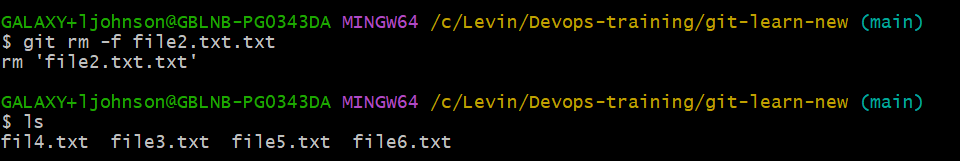 GALAXY+ljohnson@GBLNB-PG0343DA MINGW64 /c/Levin/Devops-training/git-learn-new (main)
$ git rm -f file2.txt.txt
rm 'file2.txt.txt'
GALAXY+ljohnson@GBLNB-PG0343DA MINGW64 /c/Levin/Devops-training/git-learn-new (main)
$ ls
fil4.txt  file3.txt  file5.txt  file6.txt